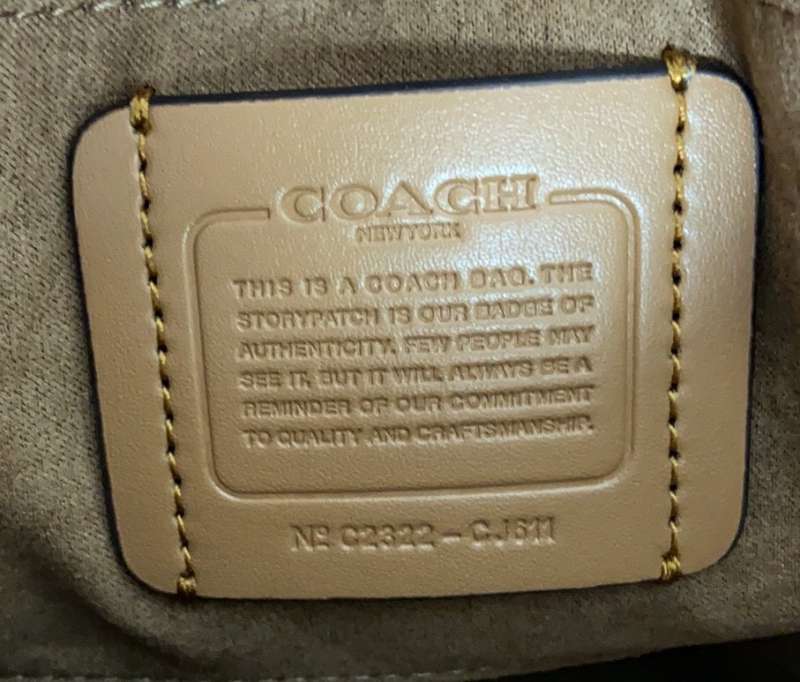 COACH
NEW YORK
THIS IS A COACH BAG. THE
STORYPATCH IS OUR BADGE OF
AUTHENTICITY. FEW PEOPLE MAY
SEE IT, BUT IT WILL ALWAYS BE A
REMINDER OF OUR COMMITMENT
TO QUALITY AND CRAFTSMANSHIP.
Nº C2322 – CJ611